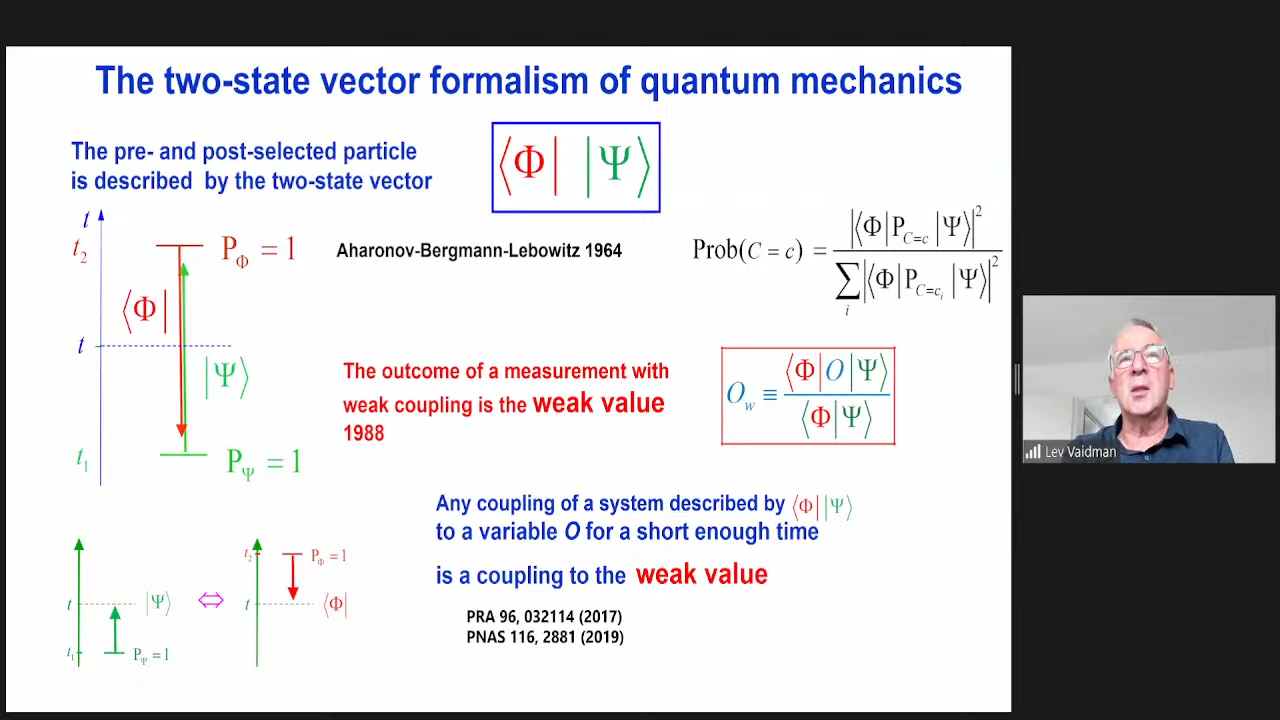 The two-state vector formalism of quantum mechanics
The pre- and post-selected particle
is described by the two-state vector
⟨Φ| |Ψ⟩
t
t₂
P_Φ = 1
⟨Φ|
t
|Ψ⟩
t₁
P_Ψ = 1
Aharonov-Bergmann-Lebowitz 1964
Prob(C = c) = |⟨Φ|P_{C=c}|Ψ⟩|² / ∑_i |⟨Φ|P_{C=c_i}|Ψ⟩|²
The outcome of a measurement with
weak coupling is the weak value
1988
O_w ≡ ⟨Φ|O|Ψ⟩ / ⟨Φ|Ψ⟩
Lev Vaidman
Any coupling of a system described by ⟨Φ| |Ψ⟩
to a variable O for a short enough time
is a coupling to the weak value
PRA 96, 032114 (2017)
PNAS 116, 2881 (2019)
t
|Ψ⟩
t₁
P_Ψ = 1
⇔
t₂
P_Φ = 1
t
⟨Φ|